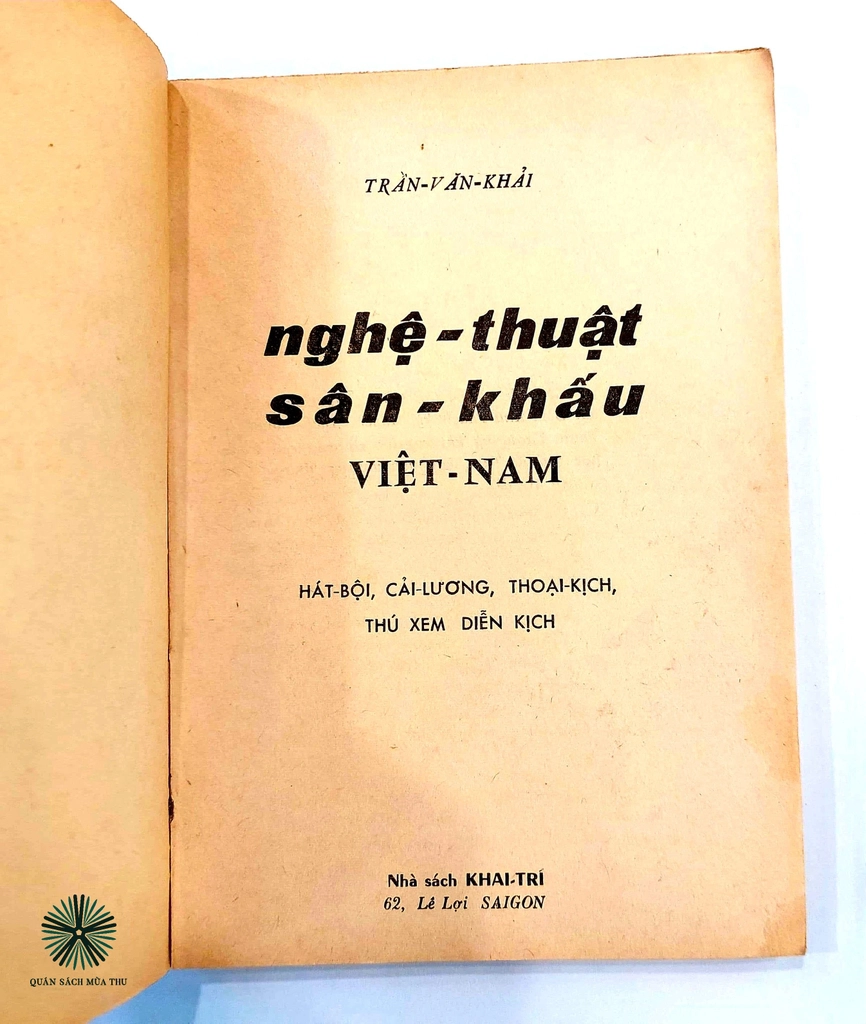 TRẦN-VĂN-KHẢI
nghệ-thuật
sân-khấu
VIỆT-NAM
HÁT-BỘI, CẢI-LƯƠNG, THOẠI-KỊCH,
THÚ XEM DIỄN KỊCH
Nhà sách KHAI-TRÍ
62, Lê Lợi SAIGON
QUÁN SÁCH MÙA THU